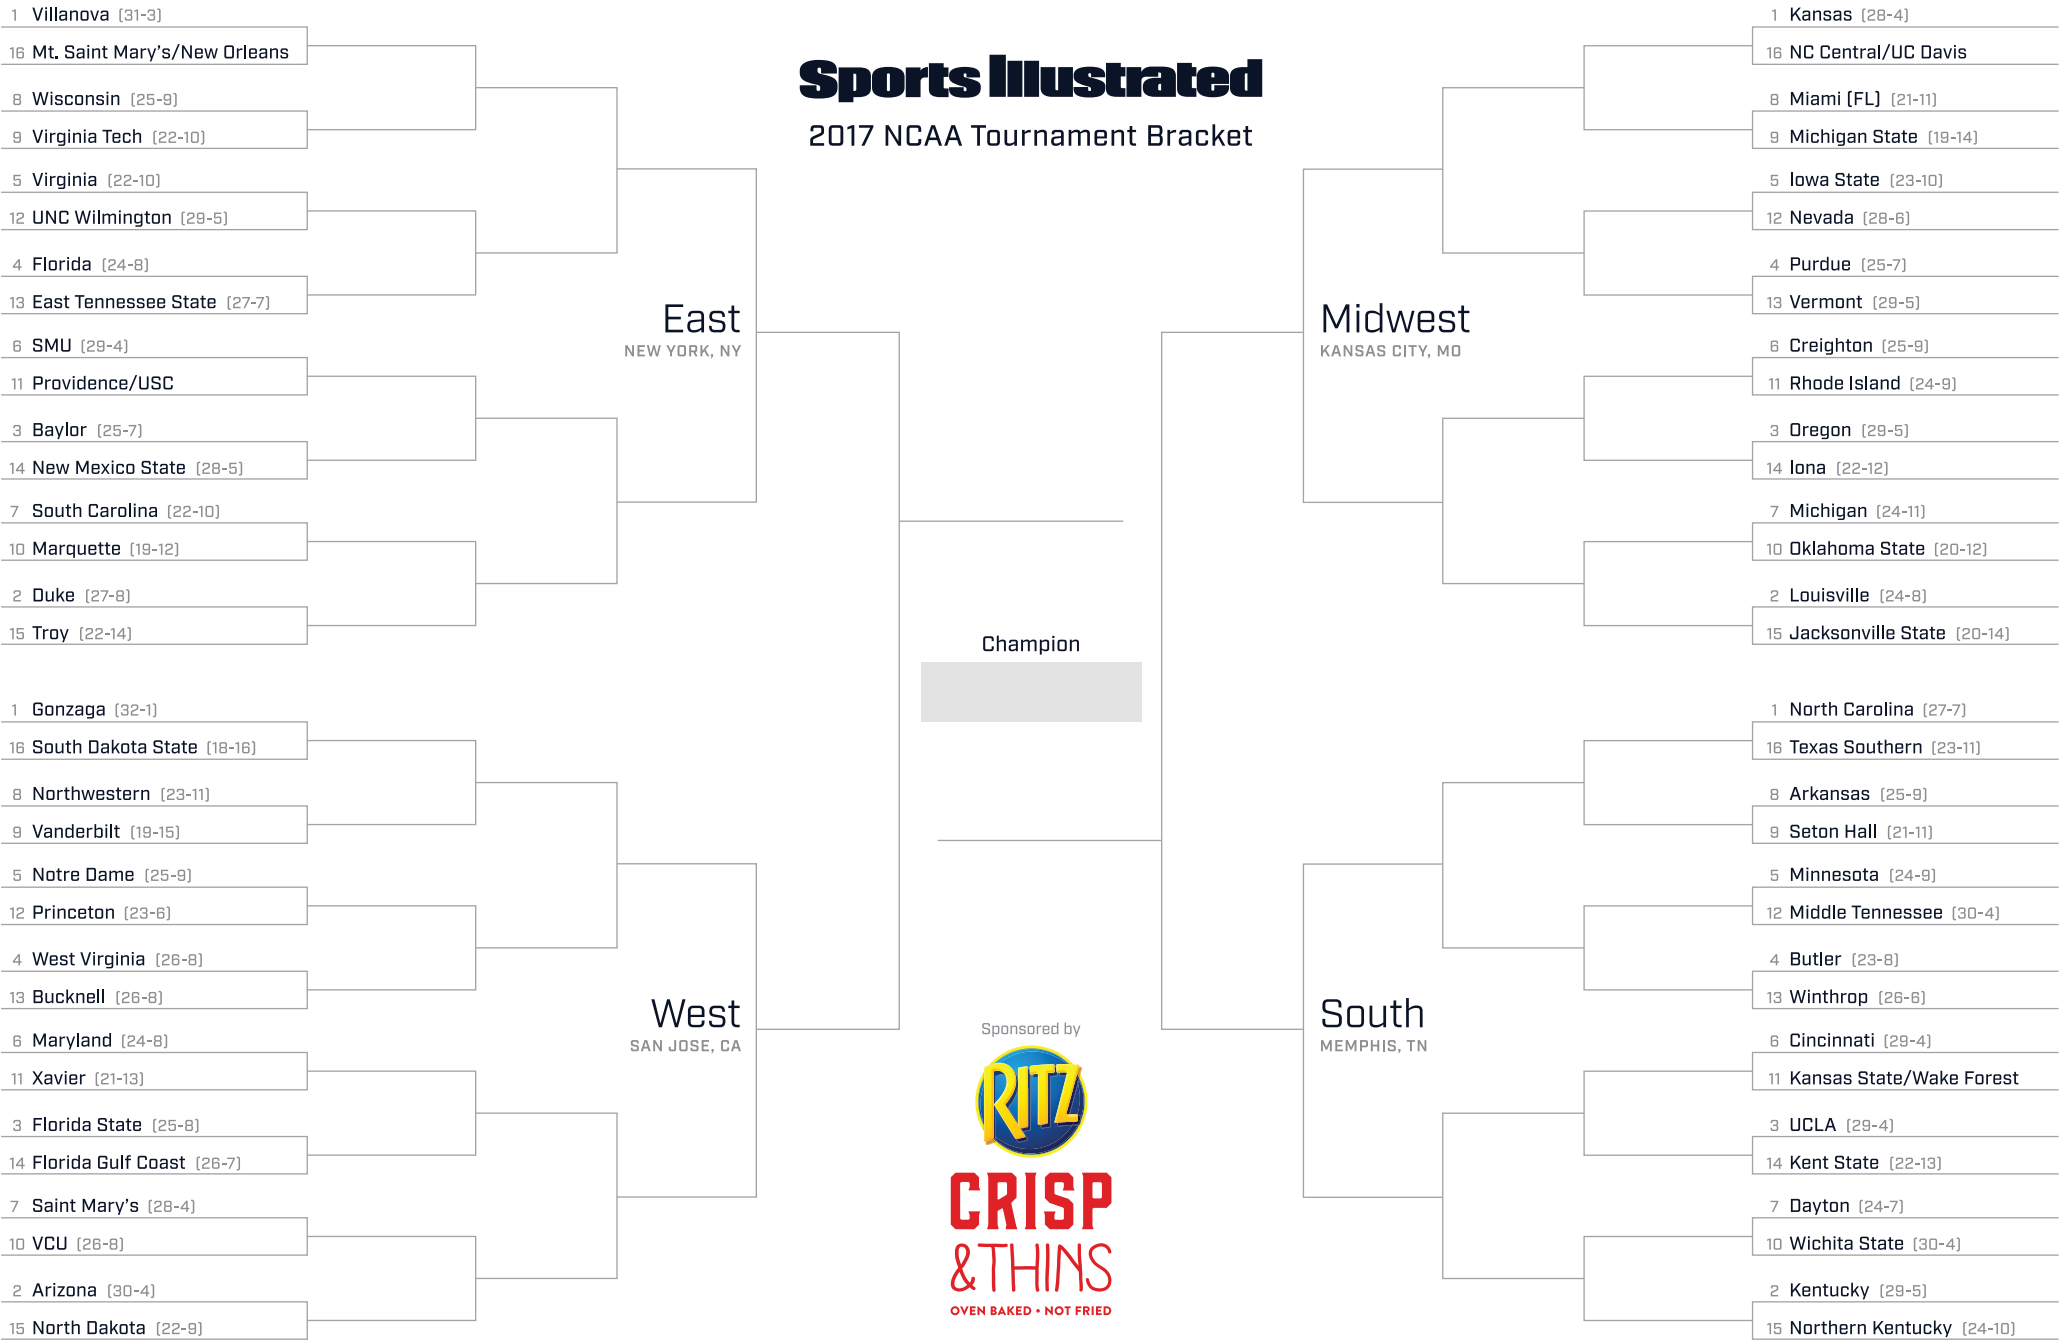 Sports Illustrated
2017 NCAA Tournament Bracket
1 Villanova (31-3)
16 Mt. Saint Mary's/New Orleans
8 Wisconsin (25-9)
9 Virginia Tech (22-10)
5 Virginia (22-10)
12 UNC Wilmington (29-5)
4 Florida (24-8)
13 East Tennessee State (27-7)
6 SMU (29-4)
11 Providence/USC
3 Baylor (25-7)
14 New Mexico State (28-5)
7 South Carolina (22-10)
10 Marquette (19-12)
2 Duke (27-8)
15 Troy (22-14)
East
NEW YORK, NY
1 Gonzaga (32-1)
16 South Dakota State (18-16)
8 Northwestern (23-11)
9 Vanderbilt (19-15)
5 Notre Dame (25-9)
12 Princeton (23-6)
4 West Virginia (26-8)
13 Bucknell (26-8)
6 Maryland (24-8)
11 Xavier (21-13)
3 Florida State (25-8)
14 Florida Gulf Coast (26-7)
7 Saint Mary's (28-4)
10 VCU (26-8)
2 Arizona (30-4)
15 North Dakota (22-9)
West
SAN JOSE, CA
Champion
Sponsored by
RITZ
CRISP
&THINS
OVEN BAKED • NOT FRIED
Midwest
KANSAS CITY, MO
1 Kansas (28-4)
16 NC Central/UC Davis
8 Miami (FL) (21-11)
9 Michigan State (19-14)
5 Iowa State (23-10)
12 Nevada (28-6)
4 Purdue (25-7)
13 Vermont (29-5)
6 Creighton (25-9)
11 Rhode Island (24-9)
3 Oregon (29-5)
14 Iona (22-12)
7 Michigan (24-11)
10 Oklahoma State (20-12)
2 Louisville (24-8)
15 Jacksonville State (20-14)
South
MEMPHIS, TN
1 North Carolina (27-7)
16 Texas Southern (23-11)
8 Arkansas (25-9)
9 Seton Hall (21-11)
5 Minnesota (24-9)
12 Middle Tennessee (30-4)
4 Butler (23-8)
13 Winthrop (26-6)
6 Cincinnati (29-4)
11 Kansas State/Wake Forest
3 UCLA (29-4)
14 Kent State (22-13)
7 Dayton (24-7)
10 Wichita State (30-4)
2 Kentucky (29-5)
15 Northern Kentucky (24-10)